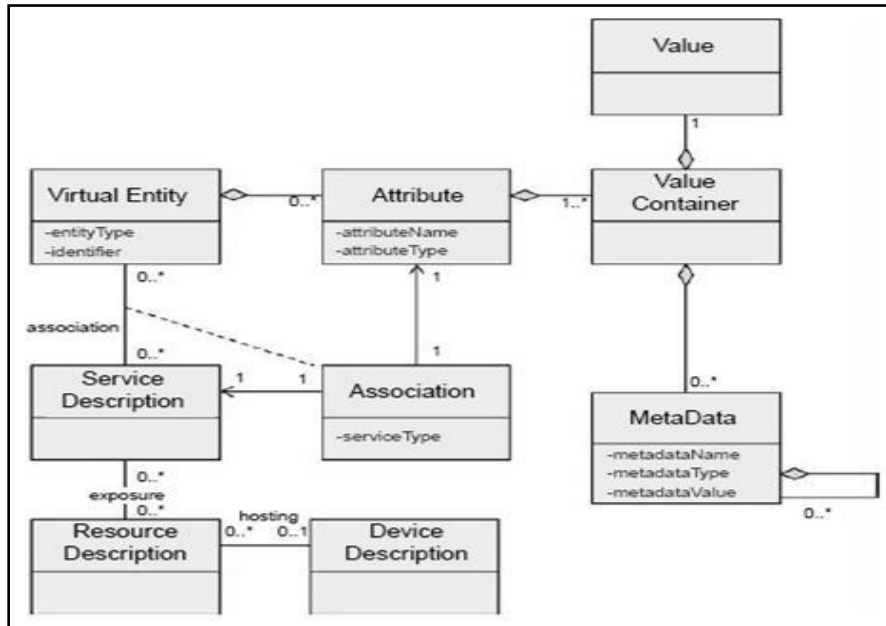 Value
1
Virtual Entity
-entityType
-identifier
0..*
Attribute
-attributeName
-attributeType
1..*
Value
Container
0..*
1
association
0..*
1
0..*
Service
Description
1
1
Association
-serviceType
MetaData
-metadataName
-metadataType
-metadataValue
0..*
0..*
exposure
0..*
hosting
Resource
Description
0..*
0..1
Device
Description